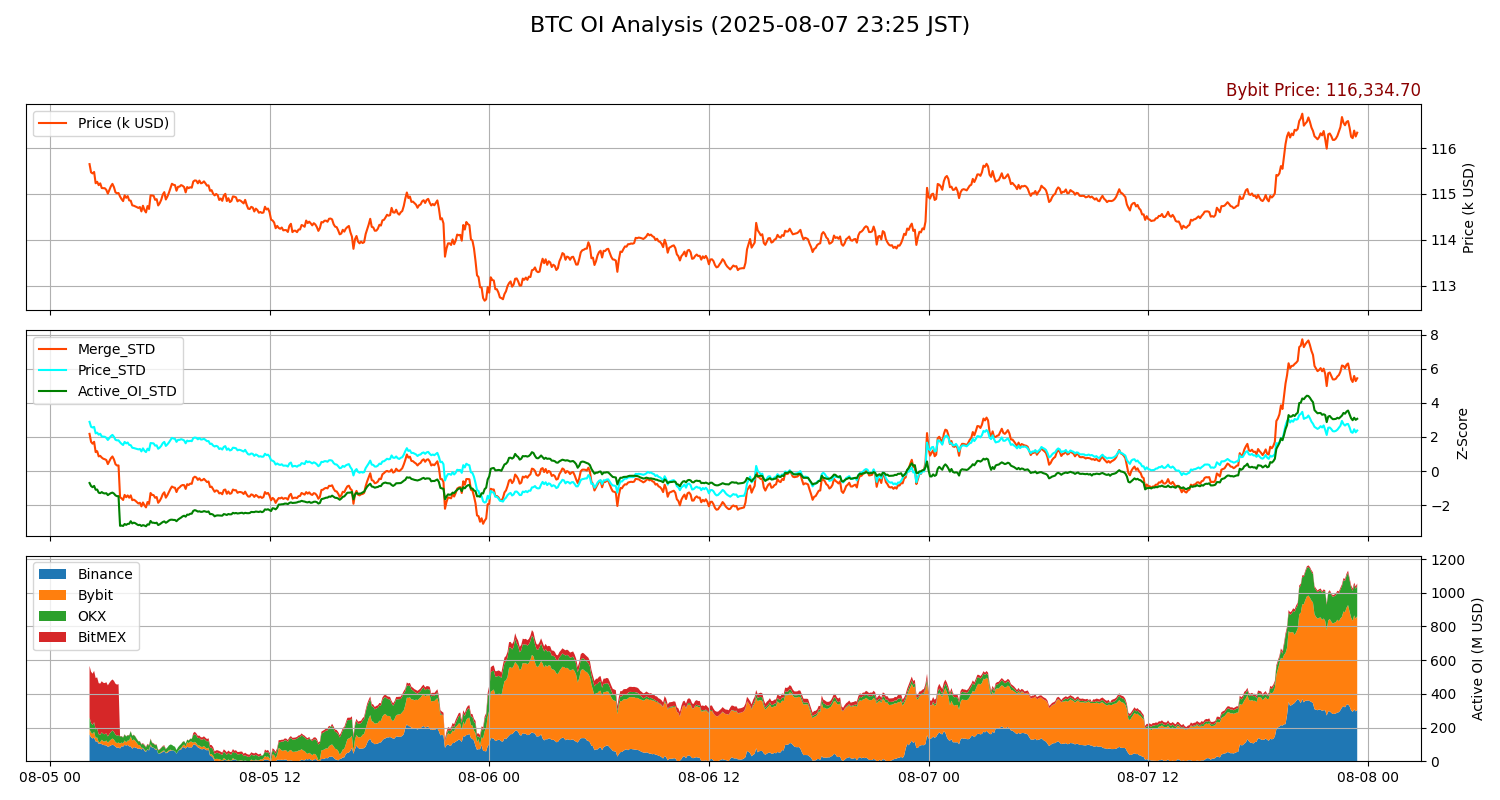 BTC OI Analysis (2025-08-07 23:25 JST)
Bybit Price: 116,334.70
Price (k USD)
116
115
114
113
Price (k USD)
Merge_STD
Price_STD
Active_OI_STD
8
6
4
2
0
−2
Z-Score
Binance
Bybit
OKX
BitMEX
1200
1000
800
600
400
200
0
Active OI (M USD)
08-05 00
08-05 12
08-06 00
08-06 12
08-07 00
08-07 12
08-08 00